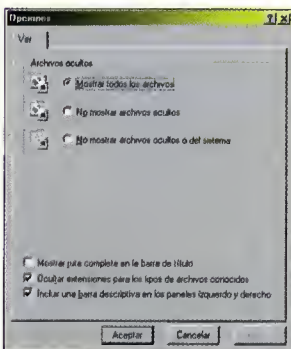 Opciones
Ver
Archivos ocultos
Mostrar todos los archivos
No mostrar archivos ocultos
No mostrar archivos ocultos o del sistema
Mostrar ruta completa en la barra de título
Ocultar extensiones para los tipos de archivos conocidos
Incluir una barra descriptiva en los paneles izquierdo y derecho
Aceptar
Cancelar